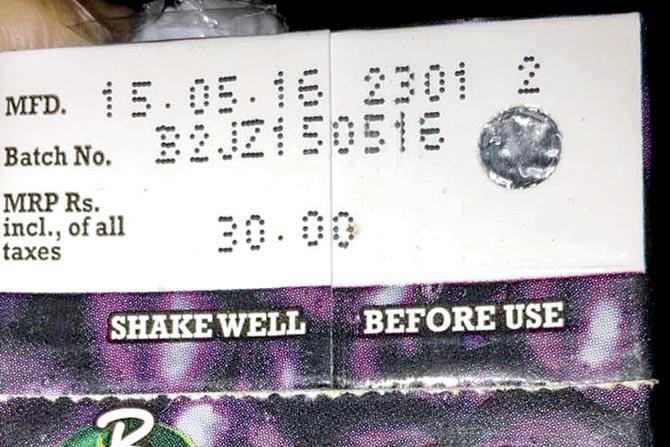 MFD. 15.05.16 2301 2
Batch No. B2JZ150516
MRP Rs.
incl., of all 30.00
taxes
SHAKE WELL BEFORE USE